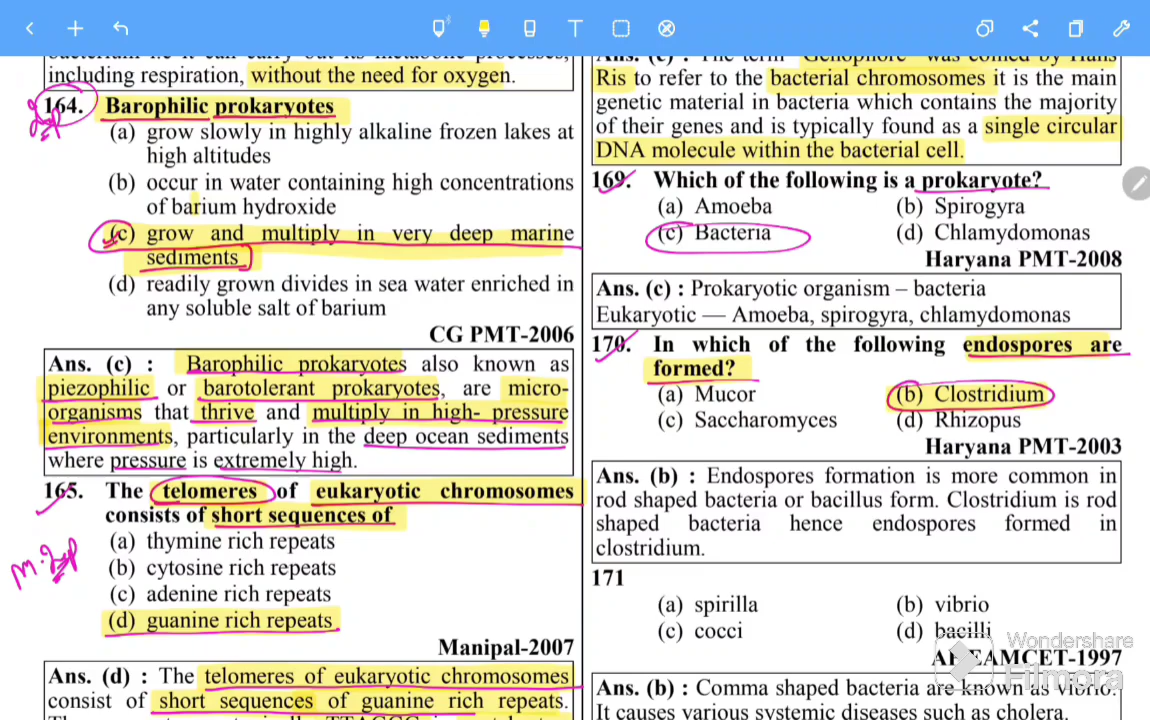 including respiration, without the need for oxygen.
164. Barophilic prokaryotes
(a) grow slowly in highly alkaline frozen lakes at
high altitudes
(b) occur in water containing high concentrations
of barium hydroxide
(c) grow and multiply in very deep marine
sediments
(d) readily grown divides in sea water enriched in
any soluble salt of barium
CG PMT-2006
Ans. (c) : Barophilic prokaryotes also known as
piezophilic or barotolerant prokaryotes, are micro-
organisms that thrive and multiply in high- pressure
environments, particularly in the deep ocean sediments
where pressure is extremely high.
165. The telomeres of eukaryotic chromosomes
consists of short sequences of
(a) thymine rich repeats
(b) cytosine rich repeats
(c) adenine rich repeats
(d) guanine rich repeats
Manipal-2007
Ans. (d) : The telomeres of eukaryotic chromosomes
consist of short sequences of guanine rich repeats.
Ans. (c) : The term "Genophore" was coined by Hans
Ris to refer to the bacterial chromosomes it is the main
genetic material in bacteria which contains the majority
of their genes and is typically found as a single circular
DNA molecule within the bacterial cell.
169. Which of the following is a prokaryote?
(a) Amoeba (b) Spirogyra
(c) Bacteria (d) Chlamydomonas
Haryana PMT-2008
Ans. (c) : Prokaryotic organism – bacteria
Eukaryotic — Amoeba, spirogyra, chlamydomonas
170. In which of the following endospores are
formed?
(a) Mucor (b) Clostridium
(c) Saccharomyces (d) Rhizopus
Haryana PMT-2003
Ans. (b) : Endospores formation is more common in
rod shaped bacteria or bacillus form. Clostridium is rod
shaped bacteria hence endospores formed in
clostridium.
171
(a) spirilla (b) vibrio
(c) cocci (d) bacilli
AP EAMCET-1997
Ans. (b) : Comma shaped bacteria are known as vibrio.
It causes various systemic diseases such as cholera.
Wondershare
Filmora